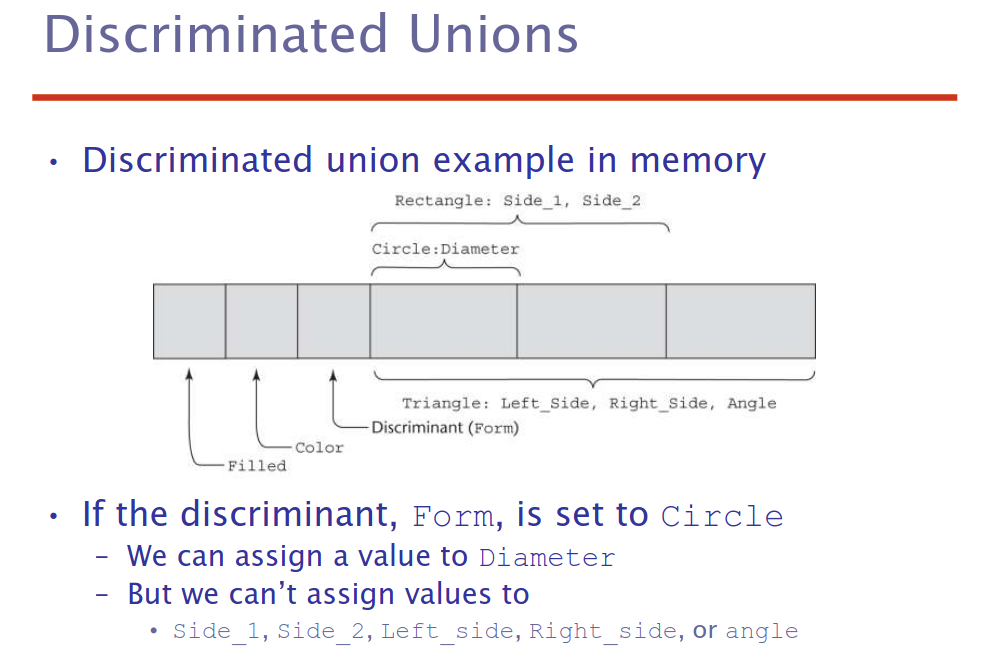 Discriminated Unions
• Discriminated union example in memory
Rectangle: Side_1, Side_2
Circle:Diameter
Triangle: Left_Side, Right_Side, Angle
Discriminant (Form)
Color
Filled
• If the discriminant, Form, is set to Circle
– We can assign a value to Diameter
– But we can’t assign values to
• Side_1, Side_2, Left_side, Right_side, or angle